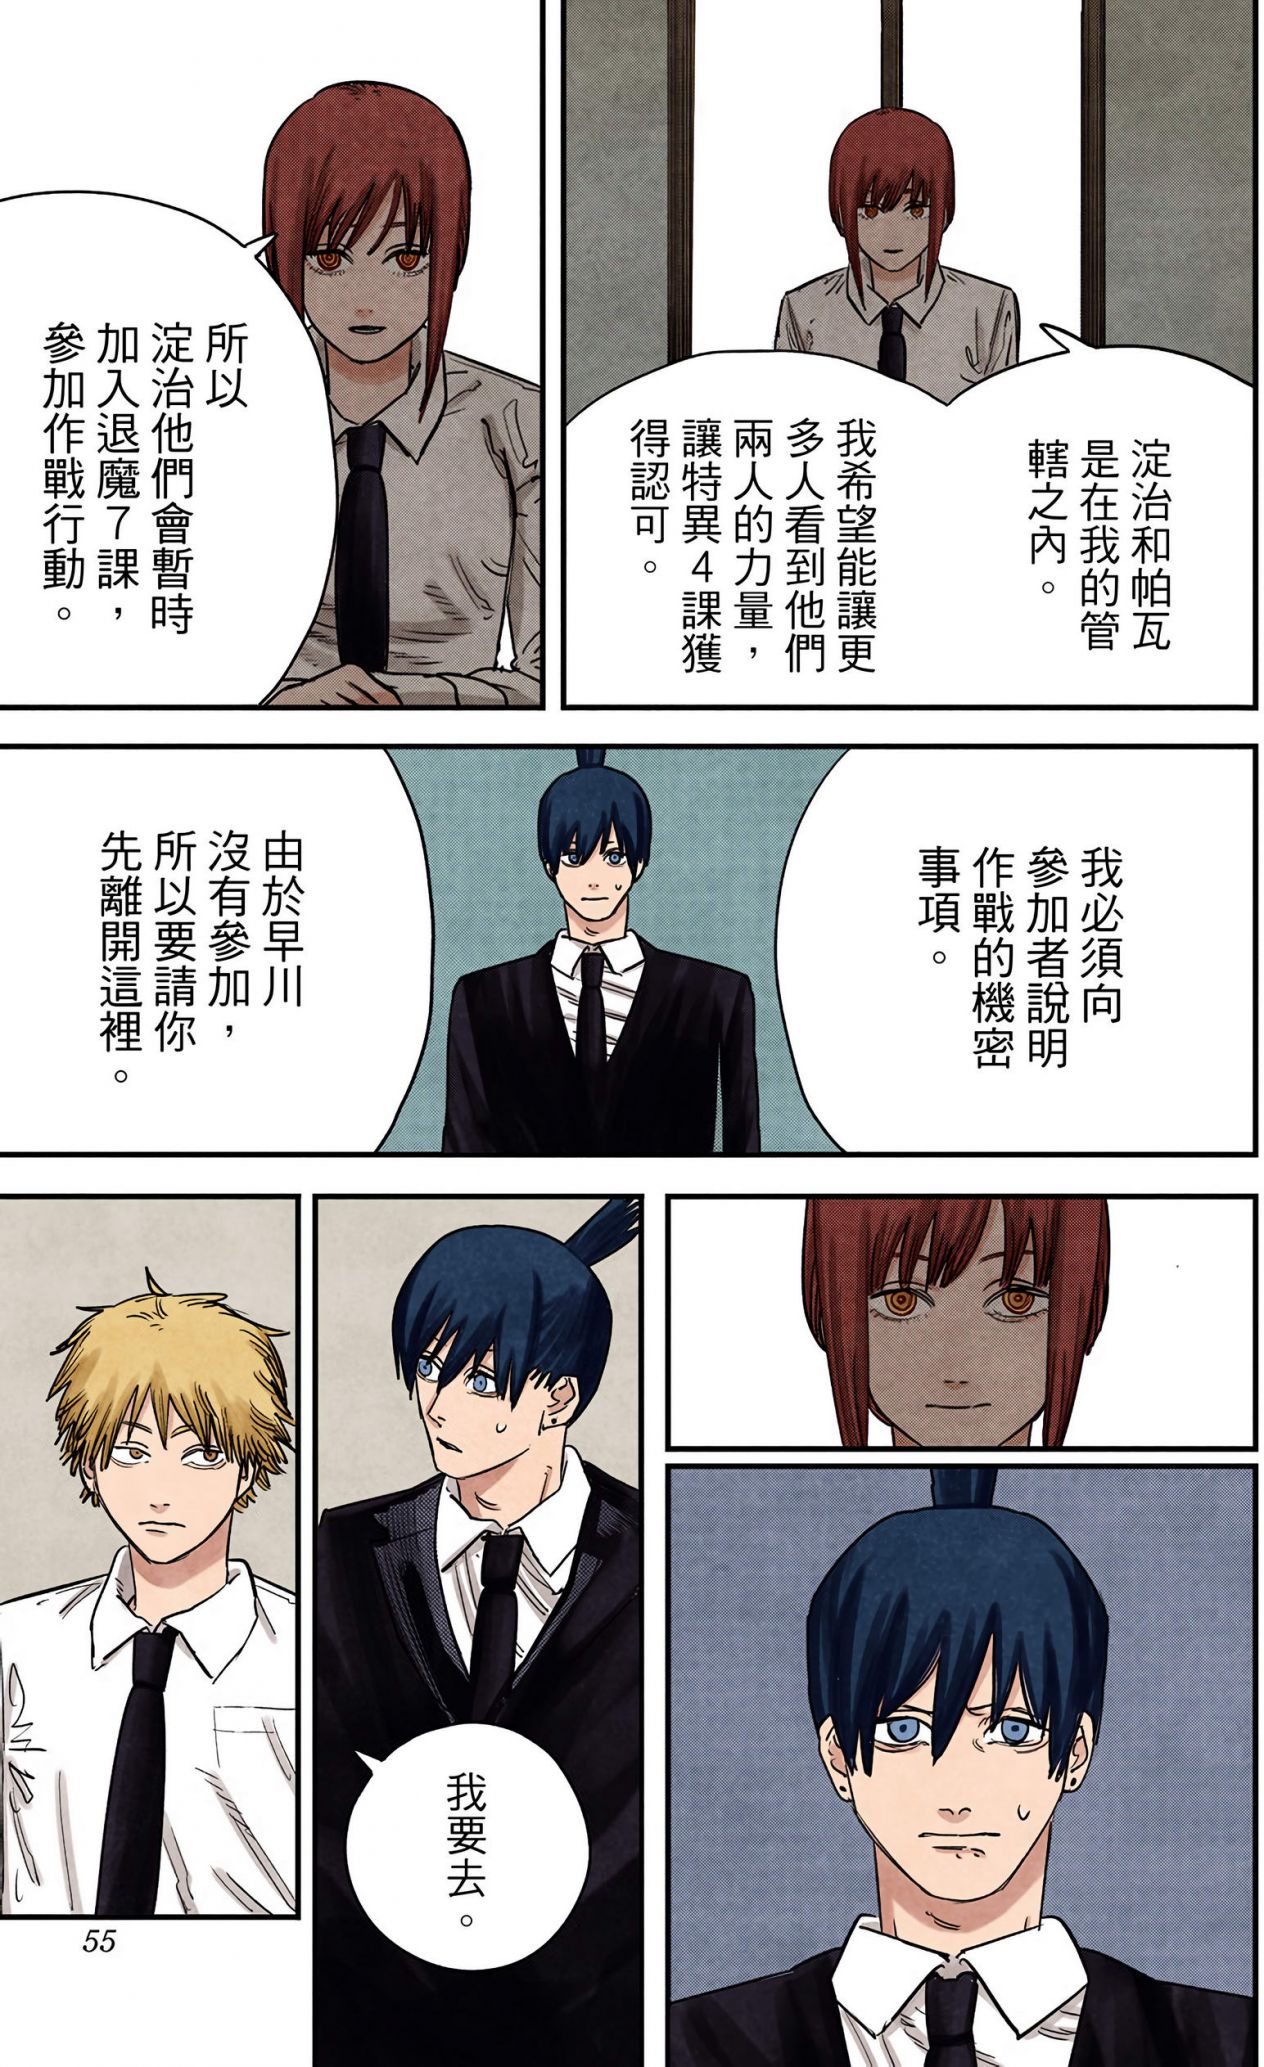 淀治和帕瓦
是在我的管
轄之內。
我希望能讓更
多人看到他們
兩人的力量，
讓特異４課獲
得認可。
所以
淀治他們會暫時
加入退魔７課，
參加作戰行動。
我必須向
參加者說明
作戰的機密
事項。
由於早川
沒有參加，
所以要請你
先離開這裡。
我要去。
55